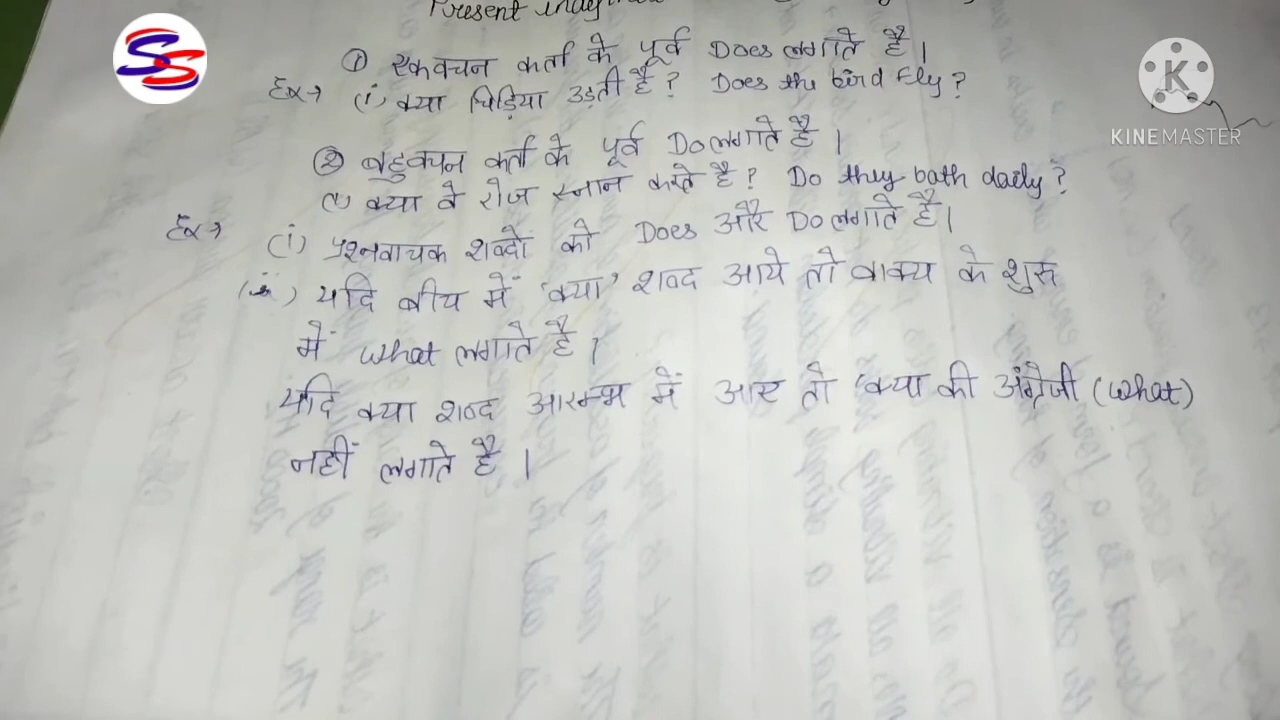 Present
① एकवचन कर्ता के पूर्व Does लगाते है।
Ex→ (i) क्या चिड़िया उड़ती है? Does the bird Fly?
② बहुवचन कर्ता के पूर्व Do लगाते है।
Ex→ (i) क्या वे रोज स्नान करते है? Do they bath daily?
(i) प्रश्नवाचक शब्दो को Does और Do लगाते है।
(ii) यदि बीच में 'क्या' शब्द आये तो वाक्य के शुरू
में what लगाते है।
यदि क्या शब्द आरम्भ में आए तो 'क्या की अंग्रेजी (what)
नहीं लगाते है।
SS
K
KINEMASTER